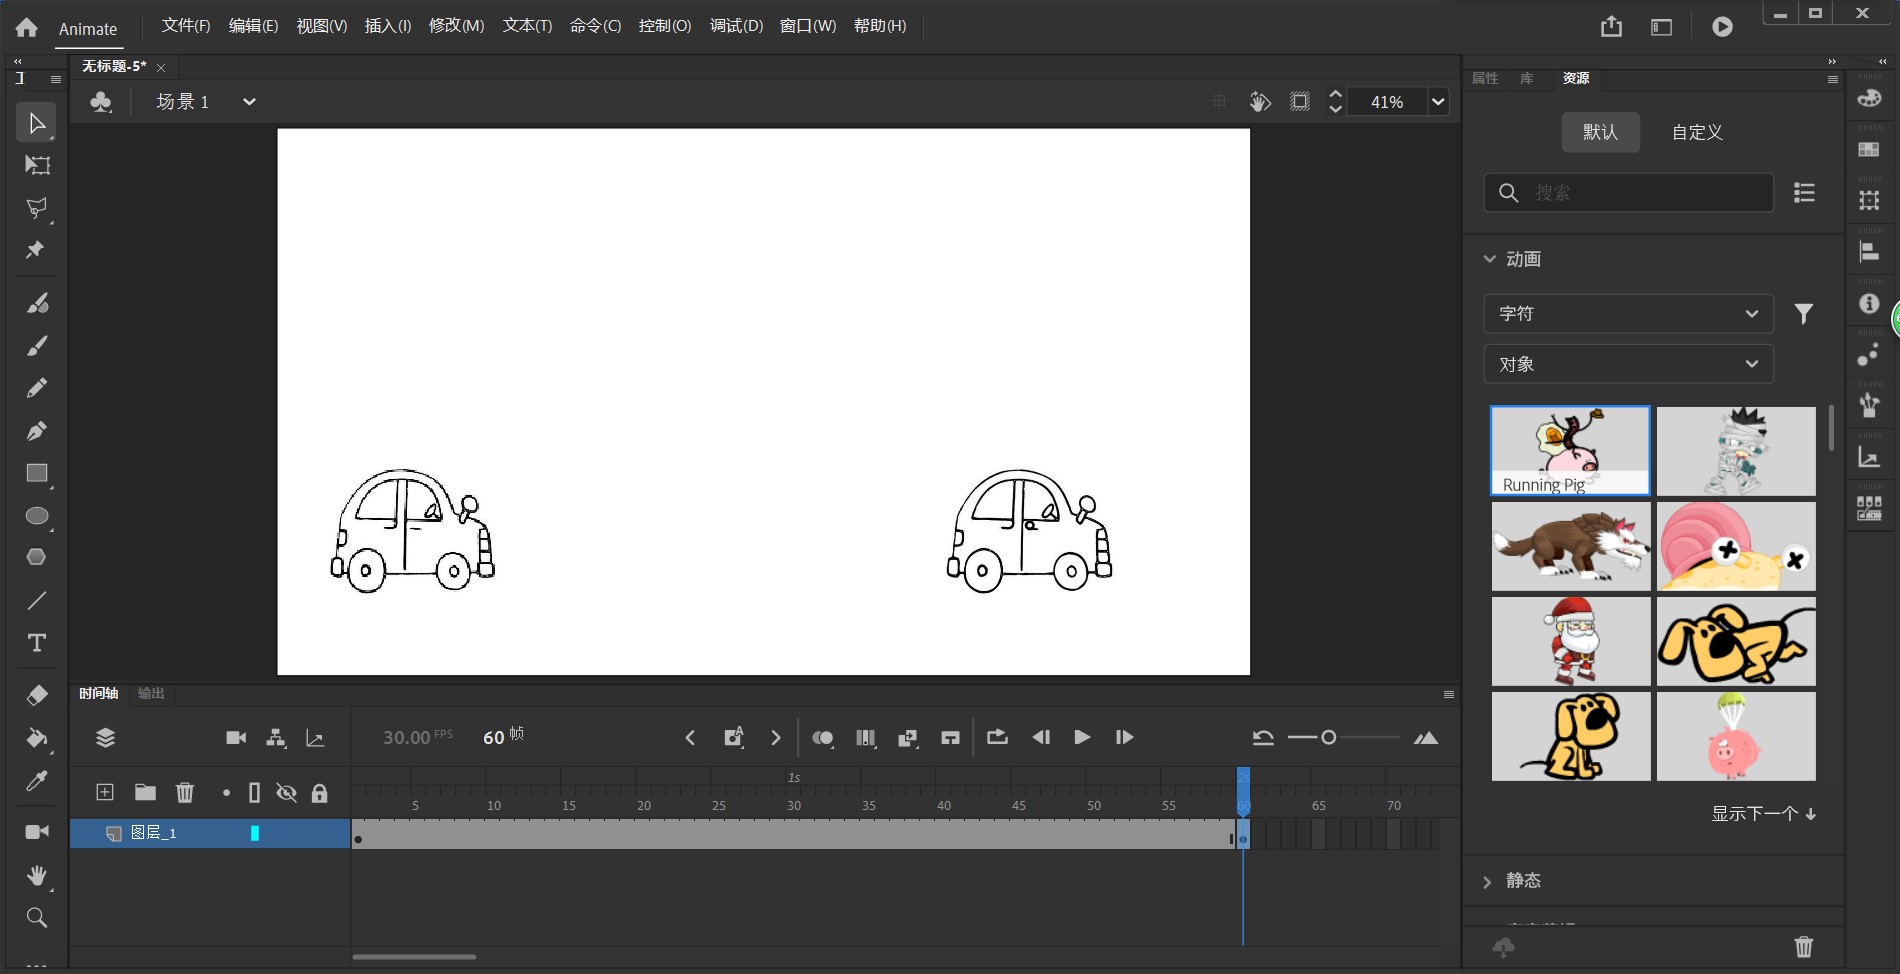 Animate
文件(F) 编辑(E) 视图(V) 插入(I) 修改(M) 文本(T) 命令(C) 控制(O) 调试(D) 窗口(W) 帮助(H)
无标题-5*
工
场景 1
41%
属性 库 资源
默认 自定义
搜索
动画
字符
对象
Running Pig
显示下一个
静态
时间轴 输出
30.00 FPS
60 帧
1s 2s
5 10 15 20 25 30 35 40 45 50 55 60 65 70
图层_1